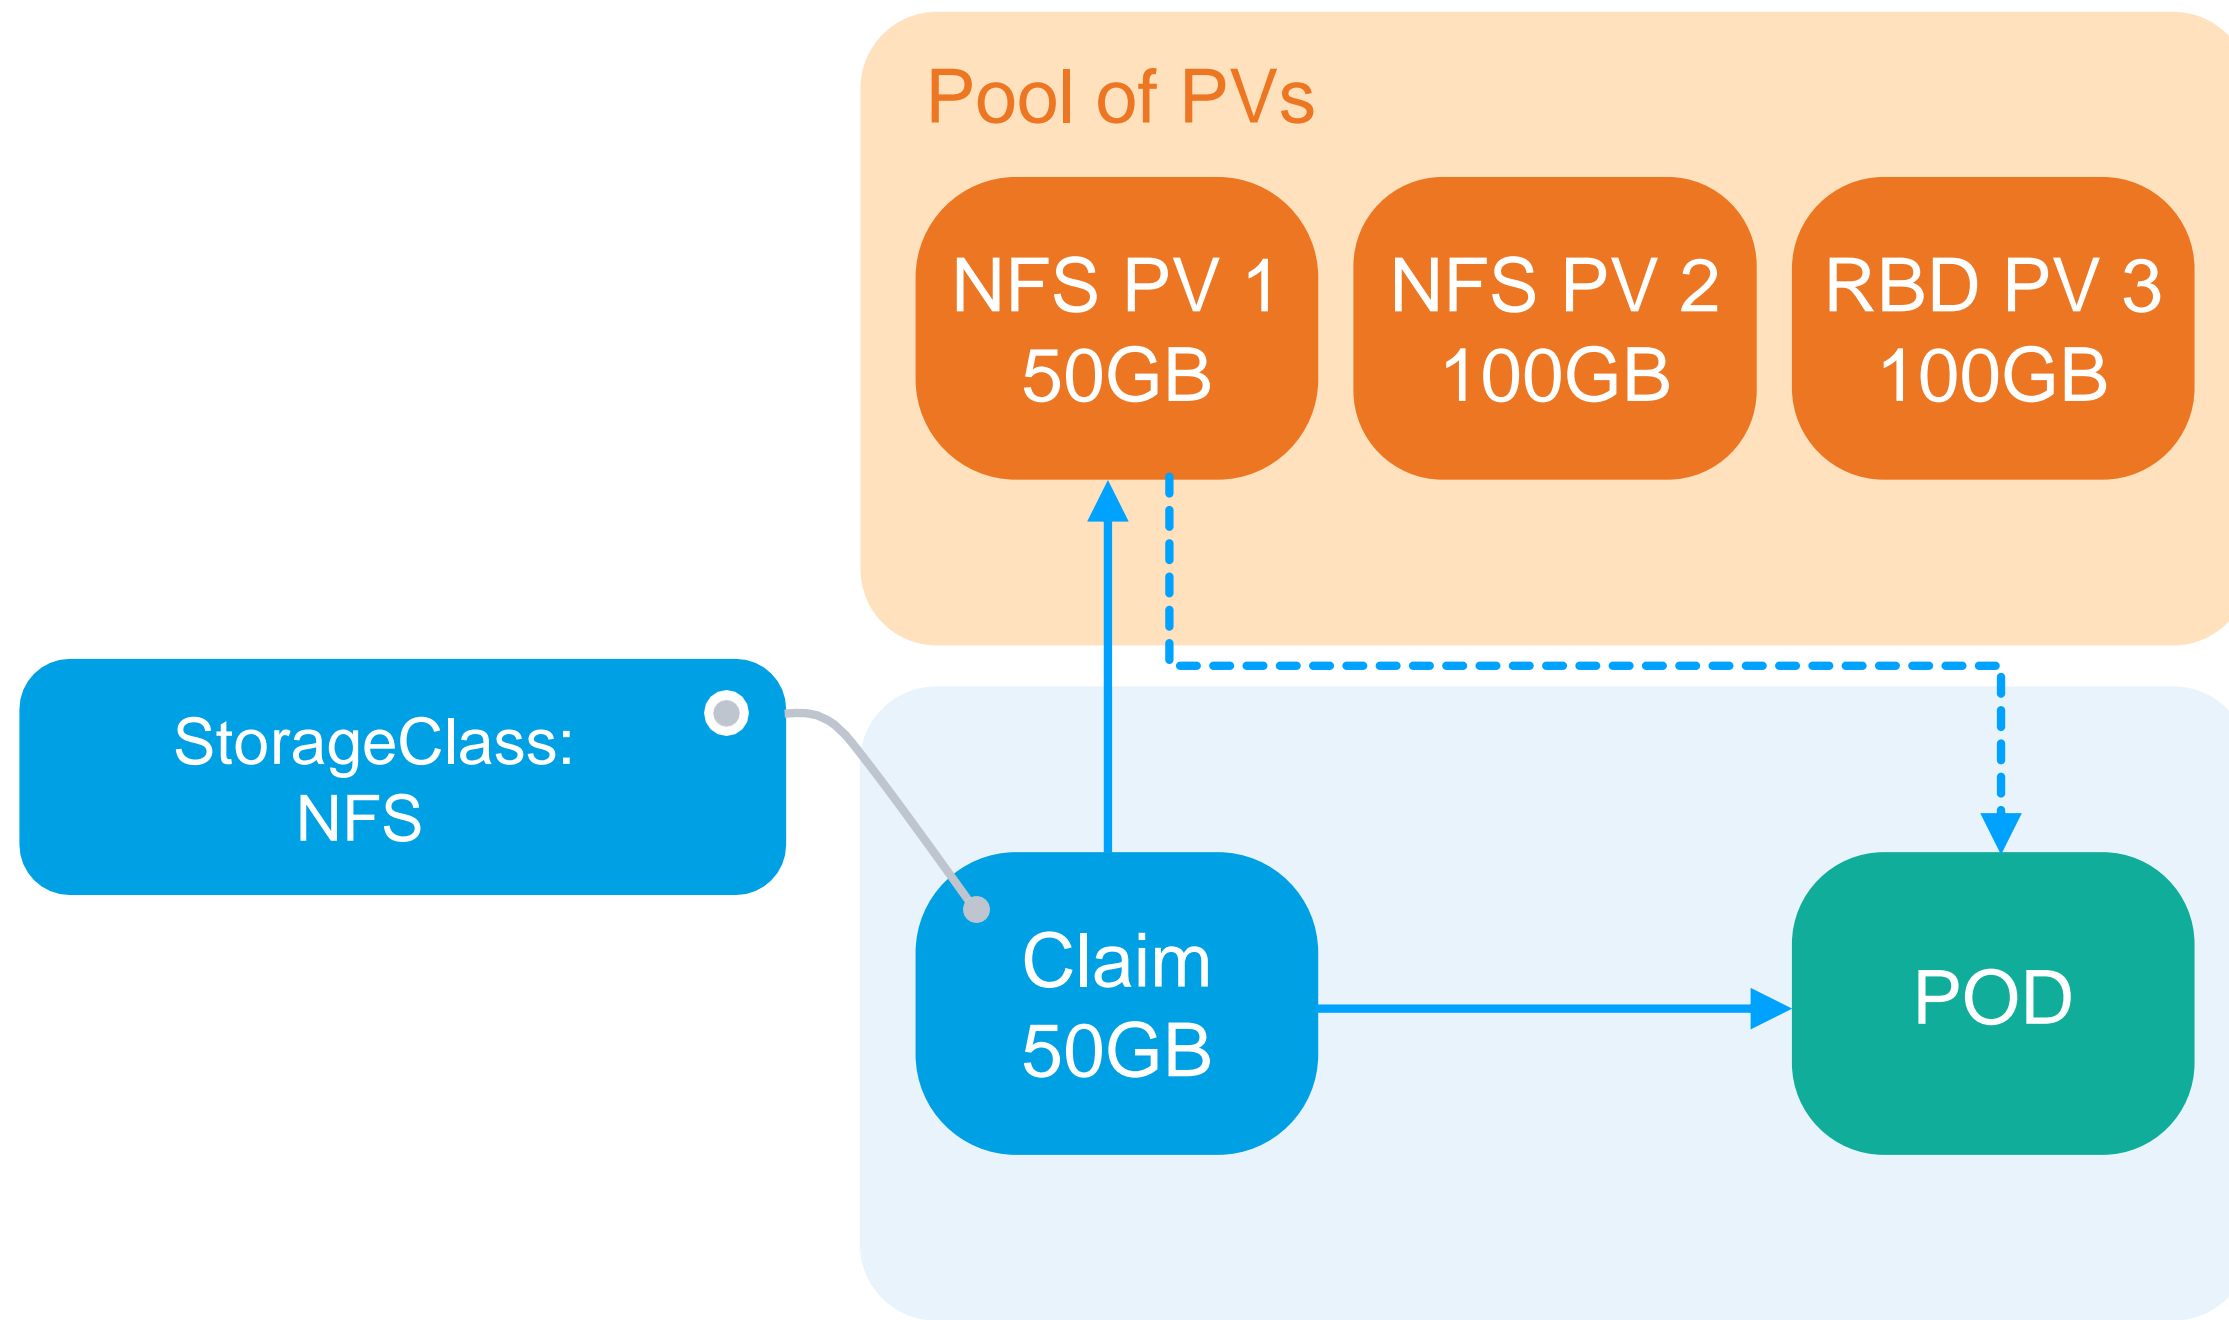 Pool of PVs
NFS PV 1
50GB
NFS PV 2
100GB
RBD PV 3
100GB
StorageClass:
NFS
Claim
50GB
POD